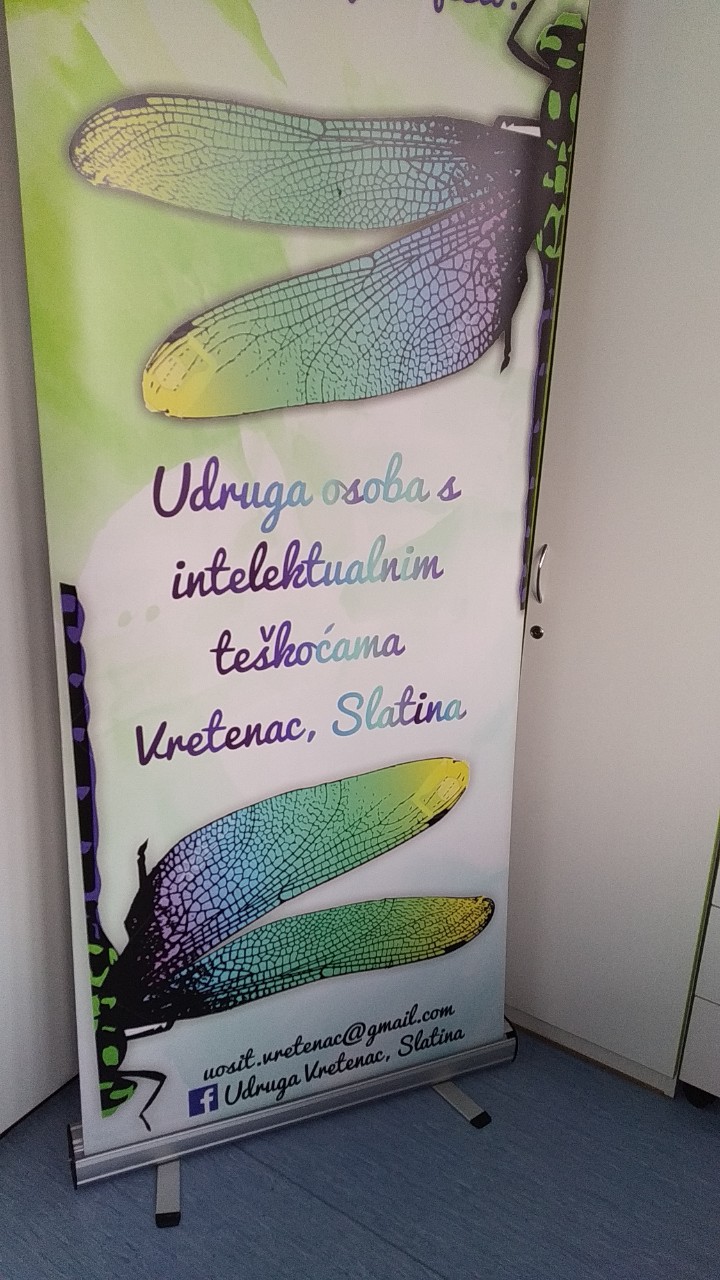 Udruga osoba s
intelektualnim
teškoćama
Vretenac, Slatina
uosit.vretenac@gmail.com
Udruga Vretenac, Slatina